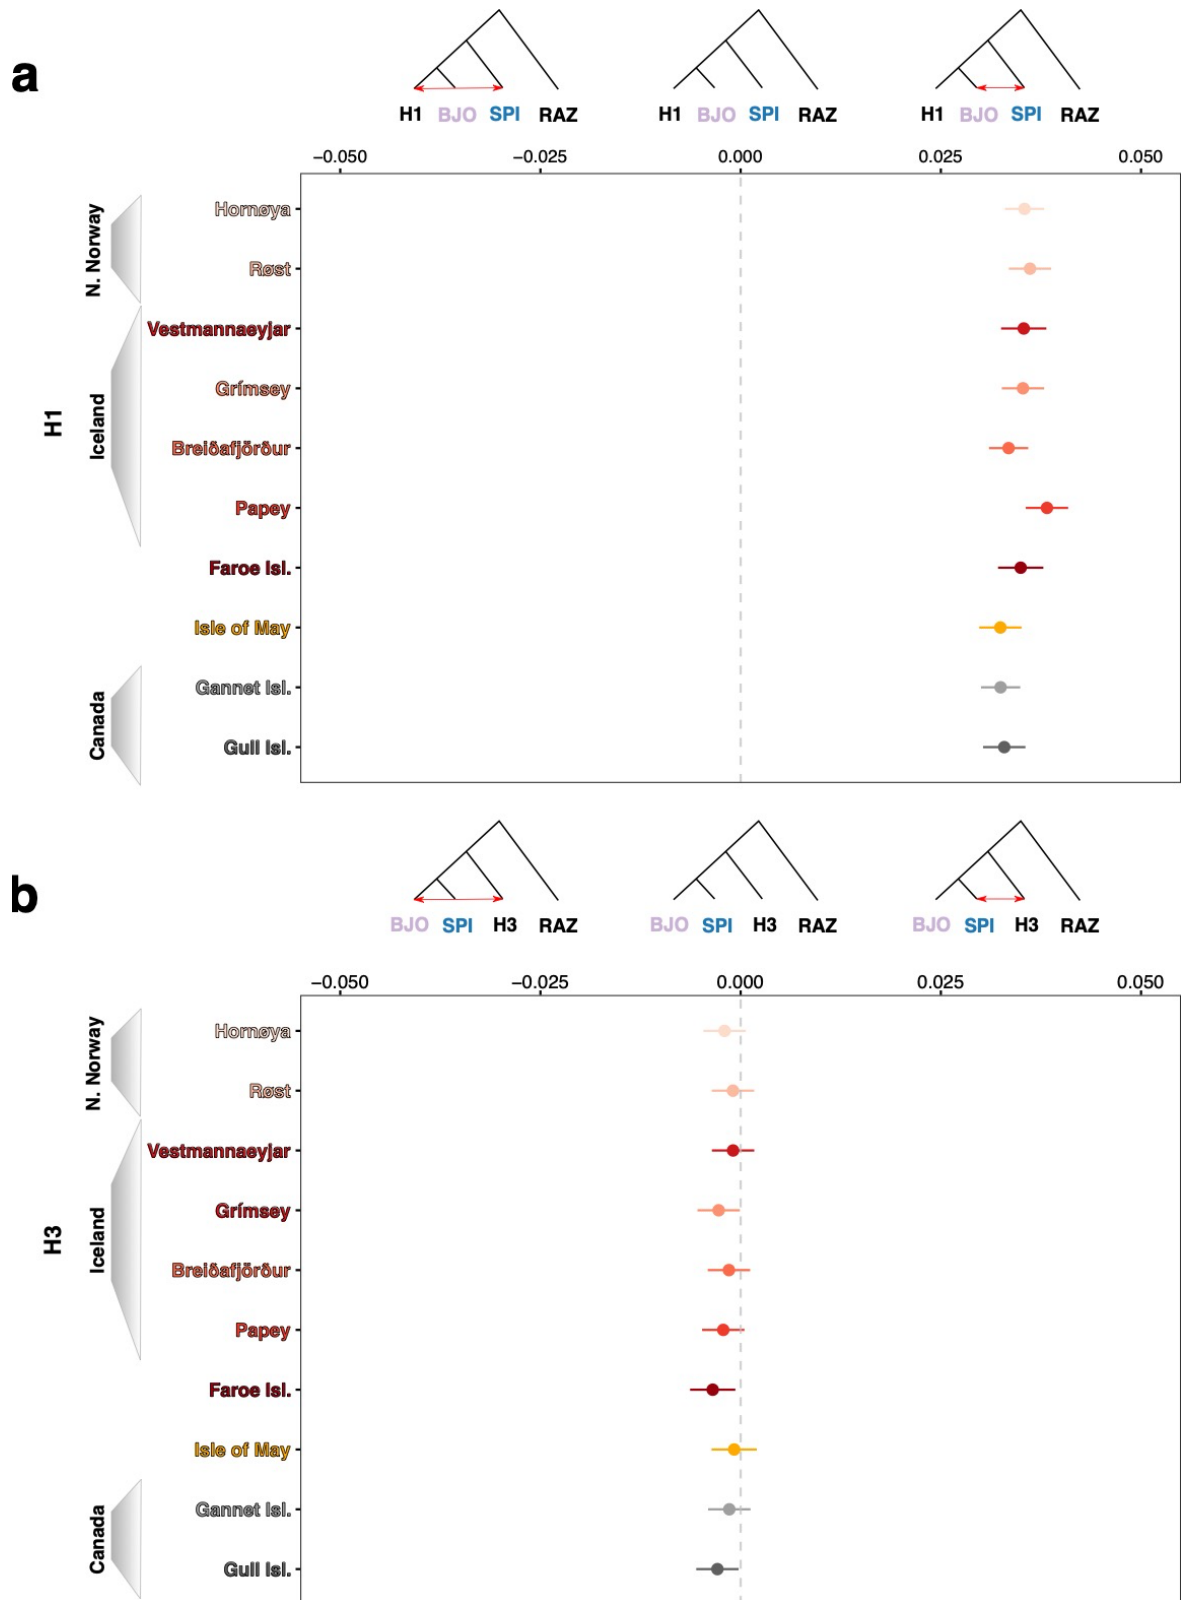 a
H1 BJO SPI RAZ H1 BJO SPI RAZ H1 BJO SPI RAZ
−0.050 −0.025 0.000 0.025 0.050
H1
N. Norway
Hornøya
Røst
Iceland
Vestmannaeyjar
Grímsey
Breiðafjörður
Papey
Faroe Isl.
Isle of May
Canada
Gannet Isl.
Gull Isl.
b
BJO SPI H3 RAZ BJO SPI H3 RAZ BJO SPI H3 RAZ
−0.050 −0.025 0.000 0.025 0.050
H3
N. Norway
Hornøya
Røst
Iceland
Vestmannaeyjar
Grímsey
Breiðafjörður
Papey
Faroe Isl.
Isle of May
Canada
Gannet Isl.
Gull Isl.